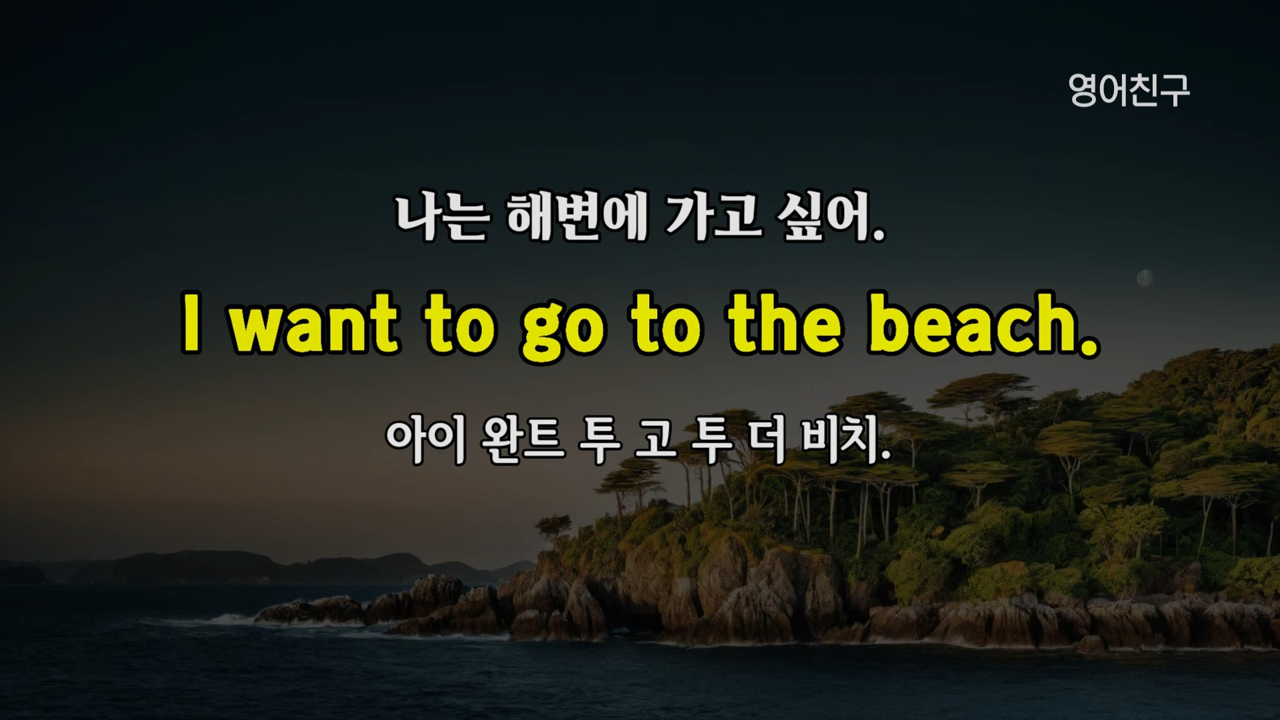 영어친구
나는 해변에 가고 싶어.
I want to go to the beach.
아이 완트 투 고 투 더 비치.